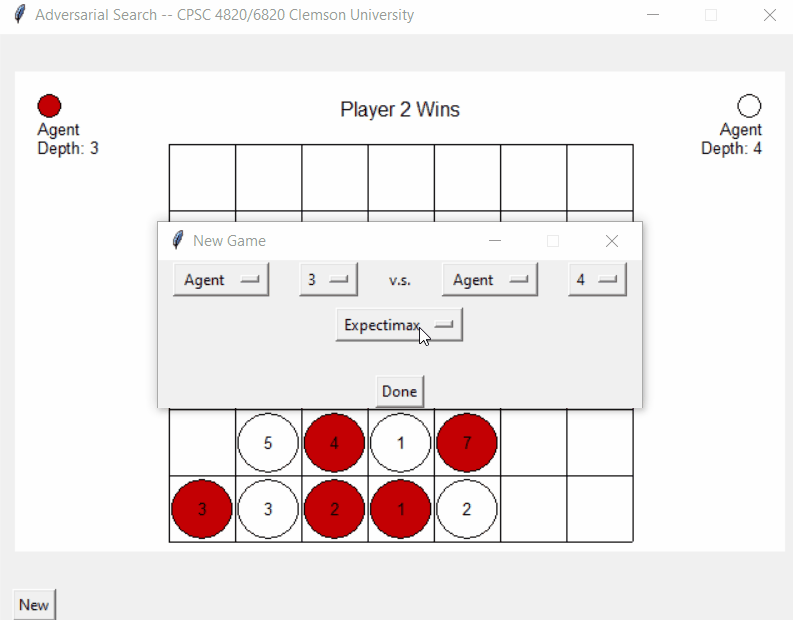 Adversarial Search -- CPSC 4820/6820 Clemson University
Player 2 Wins
Agent
Depth: 3
Agent
Depth: 4
New Game
Agent 3 v.s. Agent 4
Expectimax
Done
5 4 1 7
3 3 2 1 2
New